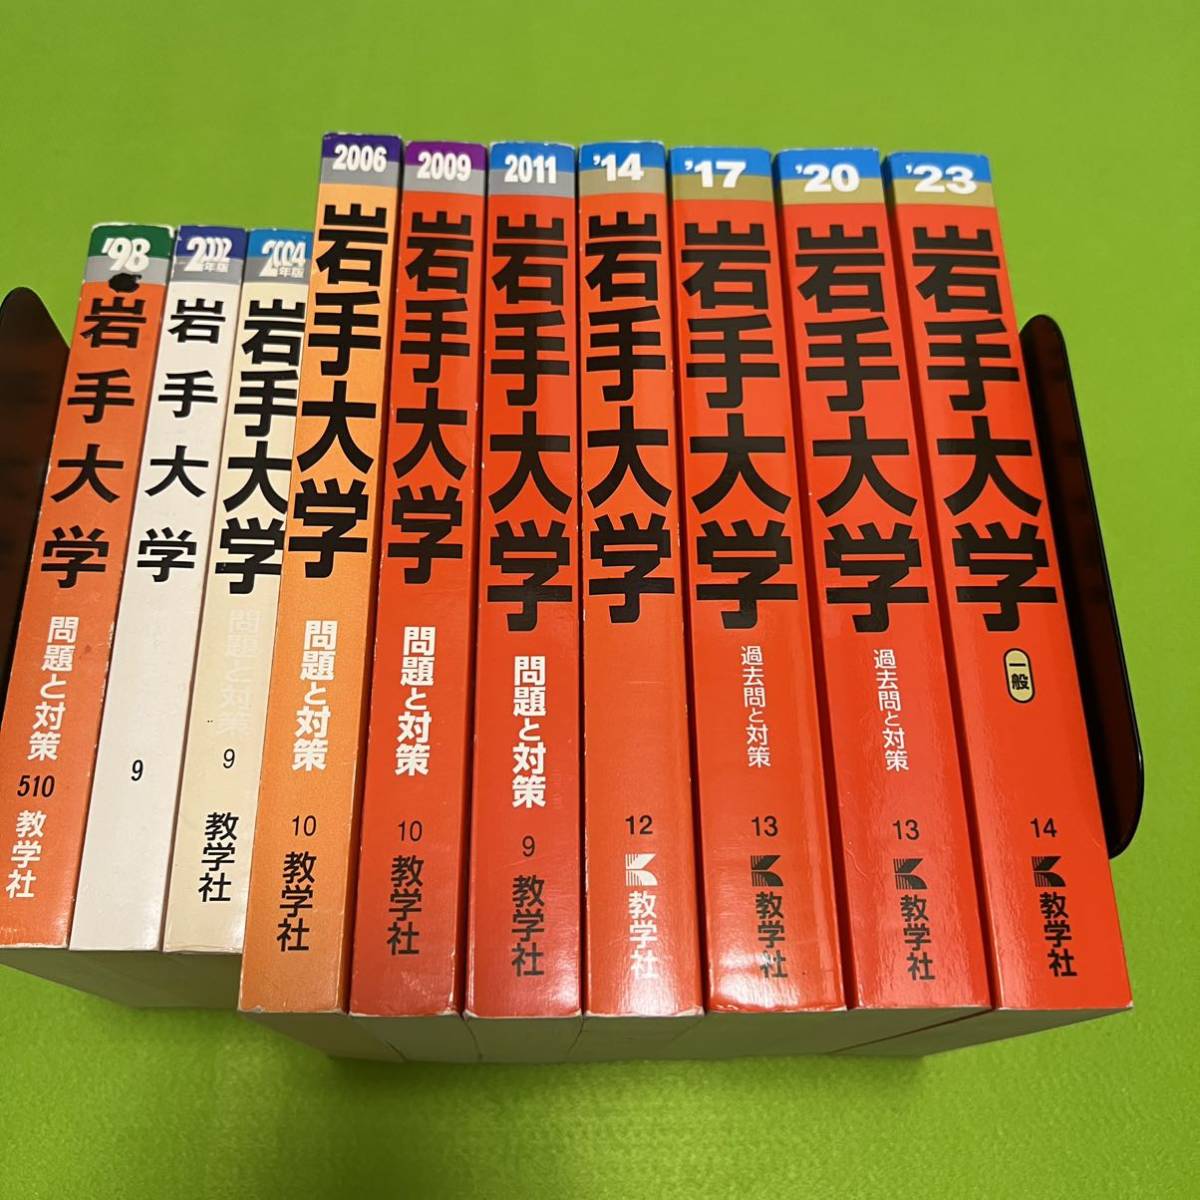 '98
岩手大学
問題と対策
510
教学社
2002
年版
岩手大学
9
2004
年版
岩手大学
問題と対策
9
教学社
2006
岩手大学
問題と対策
10
教学社
2009
岩手大学
問題と対策
10
教学社
2011
岩手大学
問題と対策
9
教学社
'14
岩手大学
12
教学社
'17
岩手大学
過去問と対策
13
教学社
'20
岩手大学
過去問と対策
13
教学社
'23
岩手大学
一般
14
教学社